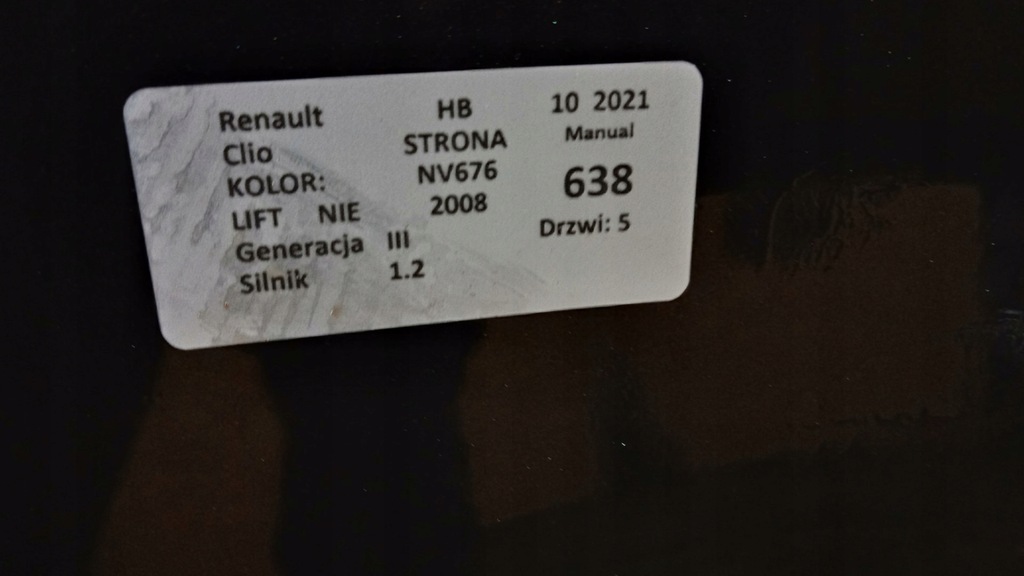 Renault HB 10 2021
Clio STRONA Manual
KOLOR: NV676 638
LIFT NIE 2008 Drzwi: 5
Generacja III
Silnik 1.2